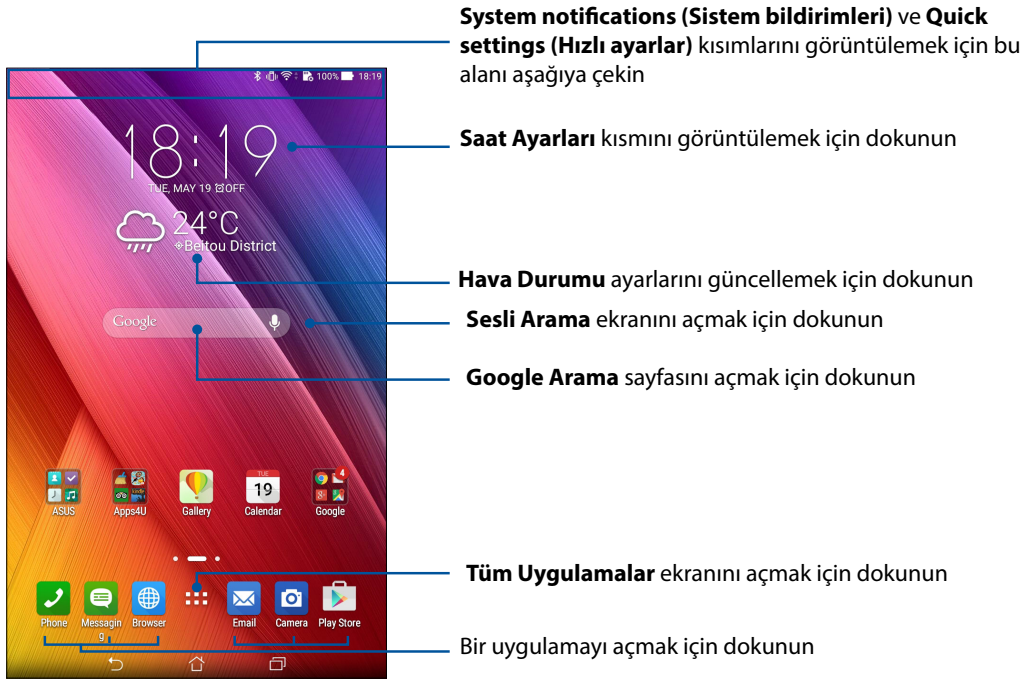 System notifications (Sistem bildirimleri) ve Quick
settings (Hızlı ayarlar) kısımlarını görüntülemek için bu
alanı aşağıya çekin
100% 18:19
18:19
TUE, MAY 19 OFF
Saat Ayarları kısmını görüntülemek için dokunun
24°C
Beitou District
Hava Durumu ayarlarını güncellemek için dokunun
Google
Sesli Arama ekranını açmak için dokunun
Google Arama sayfasını açmak için dokunun
TUE
19
4
ASUS Apps4U Gallery Calendar Google
Tüm Uygulamalar ekranını açmak için dokunun
Phone Messagin Browser Email Camera Play Store
g
Bir uygulamayı açmak için dokunun